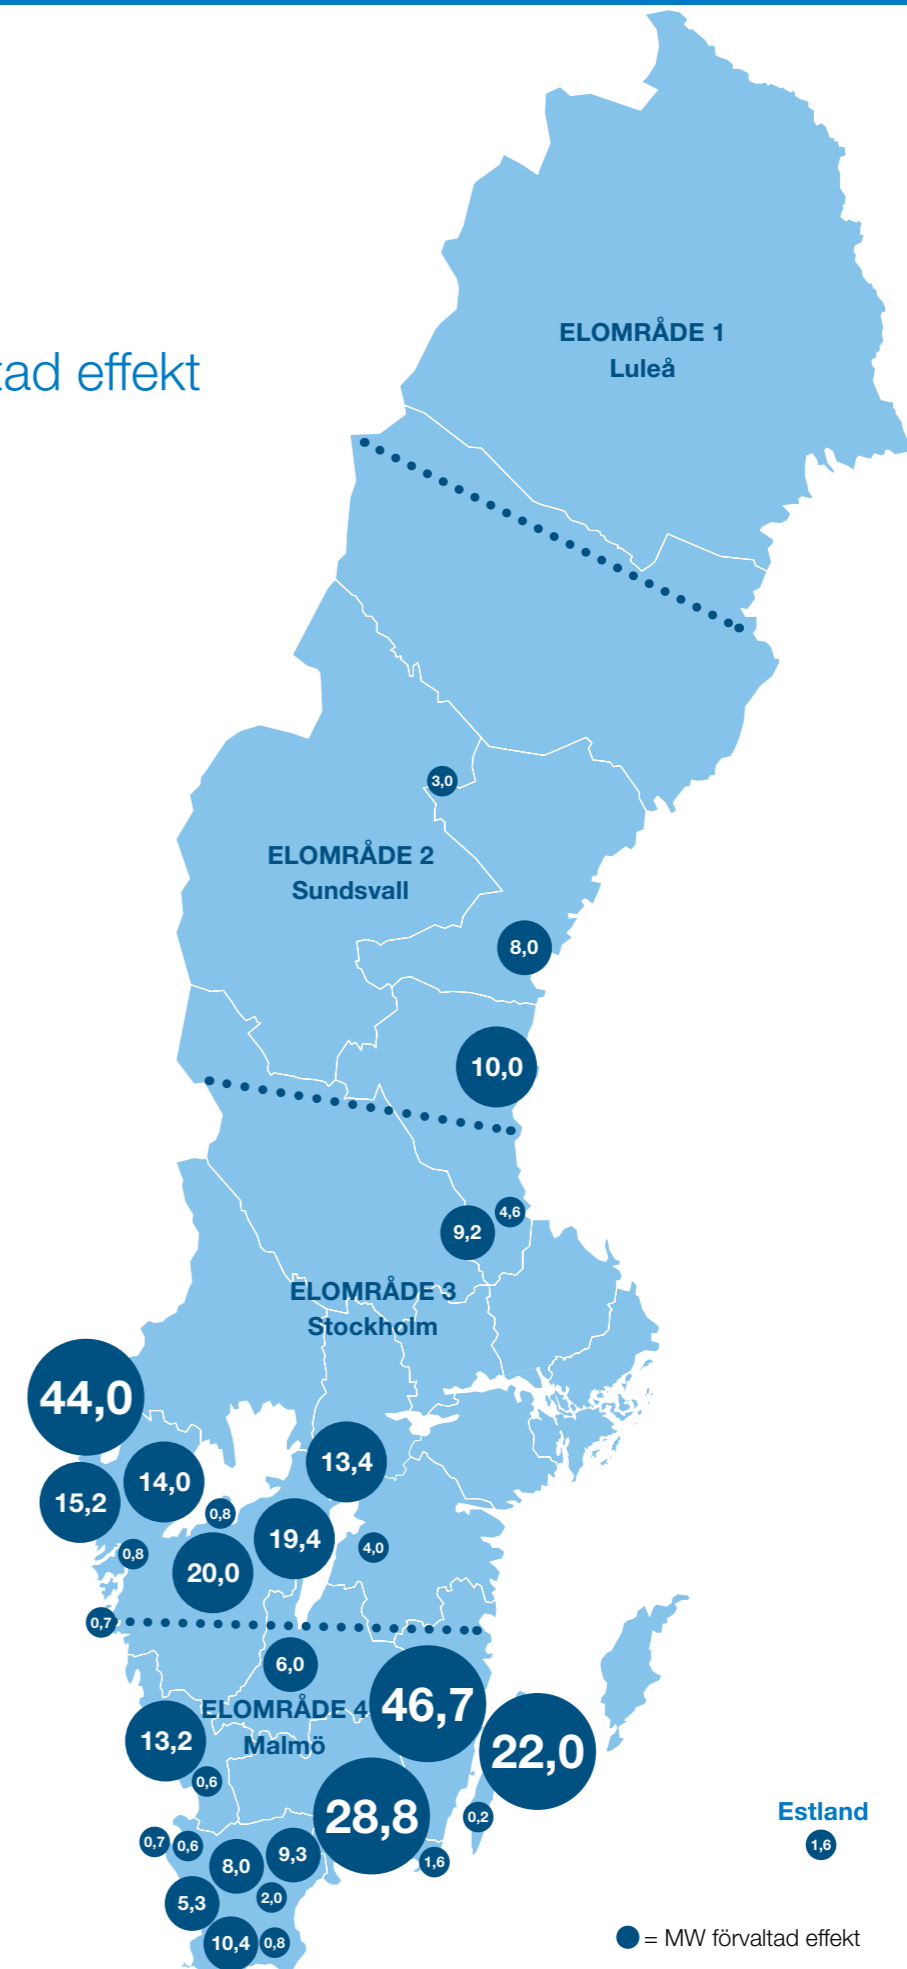 ELOMRÅDE 1
Luleå
effekt
3,0
ELOMRÅDE 2
Sundsvall
8,0
10,0
4,6
9,2
ELOMRÅDE 3
Stockholm
44,0
13,4
14,0
15,2
0,8
19,4
4,0
0,8
20,0
0,7
6,0
46,7
ELOMRÅDE 4
13,2
Malmö
22,0
0,6
Estland
28,8
0,2
0,7
0,6
1,6
9,3
1,6
8,0
2,0
5,3
= MW förvaltad effekt
10,4
0,8